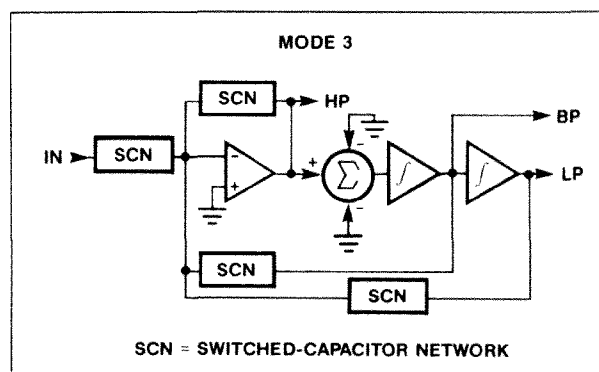 MODE 3
SCN
HP
IN
SCN
-
+
+
-
Σ
-
∫
∫
BP
LP
SCN
SCN
SCN = SWITCHED-CAPACITOR NETWORK